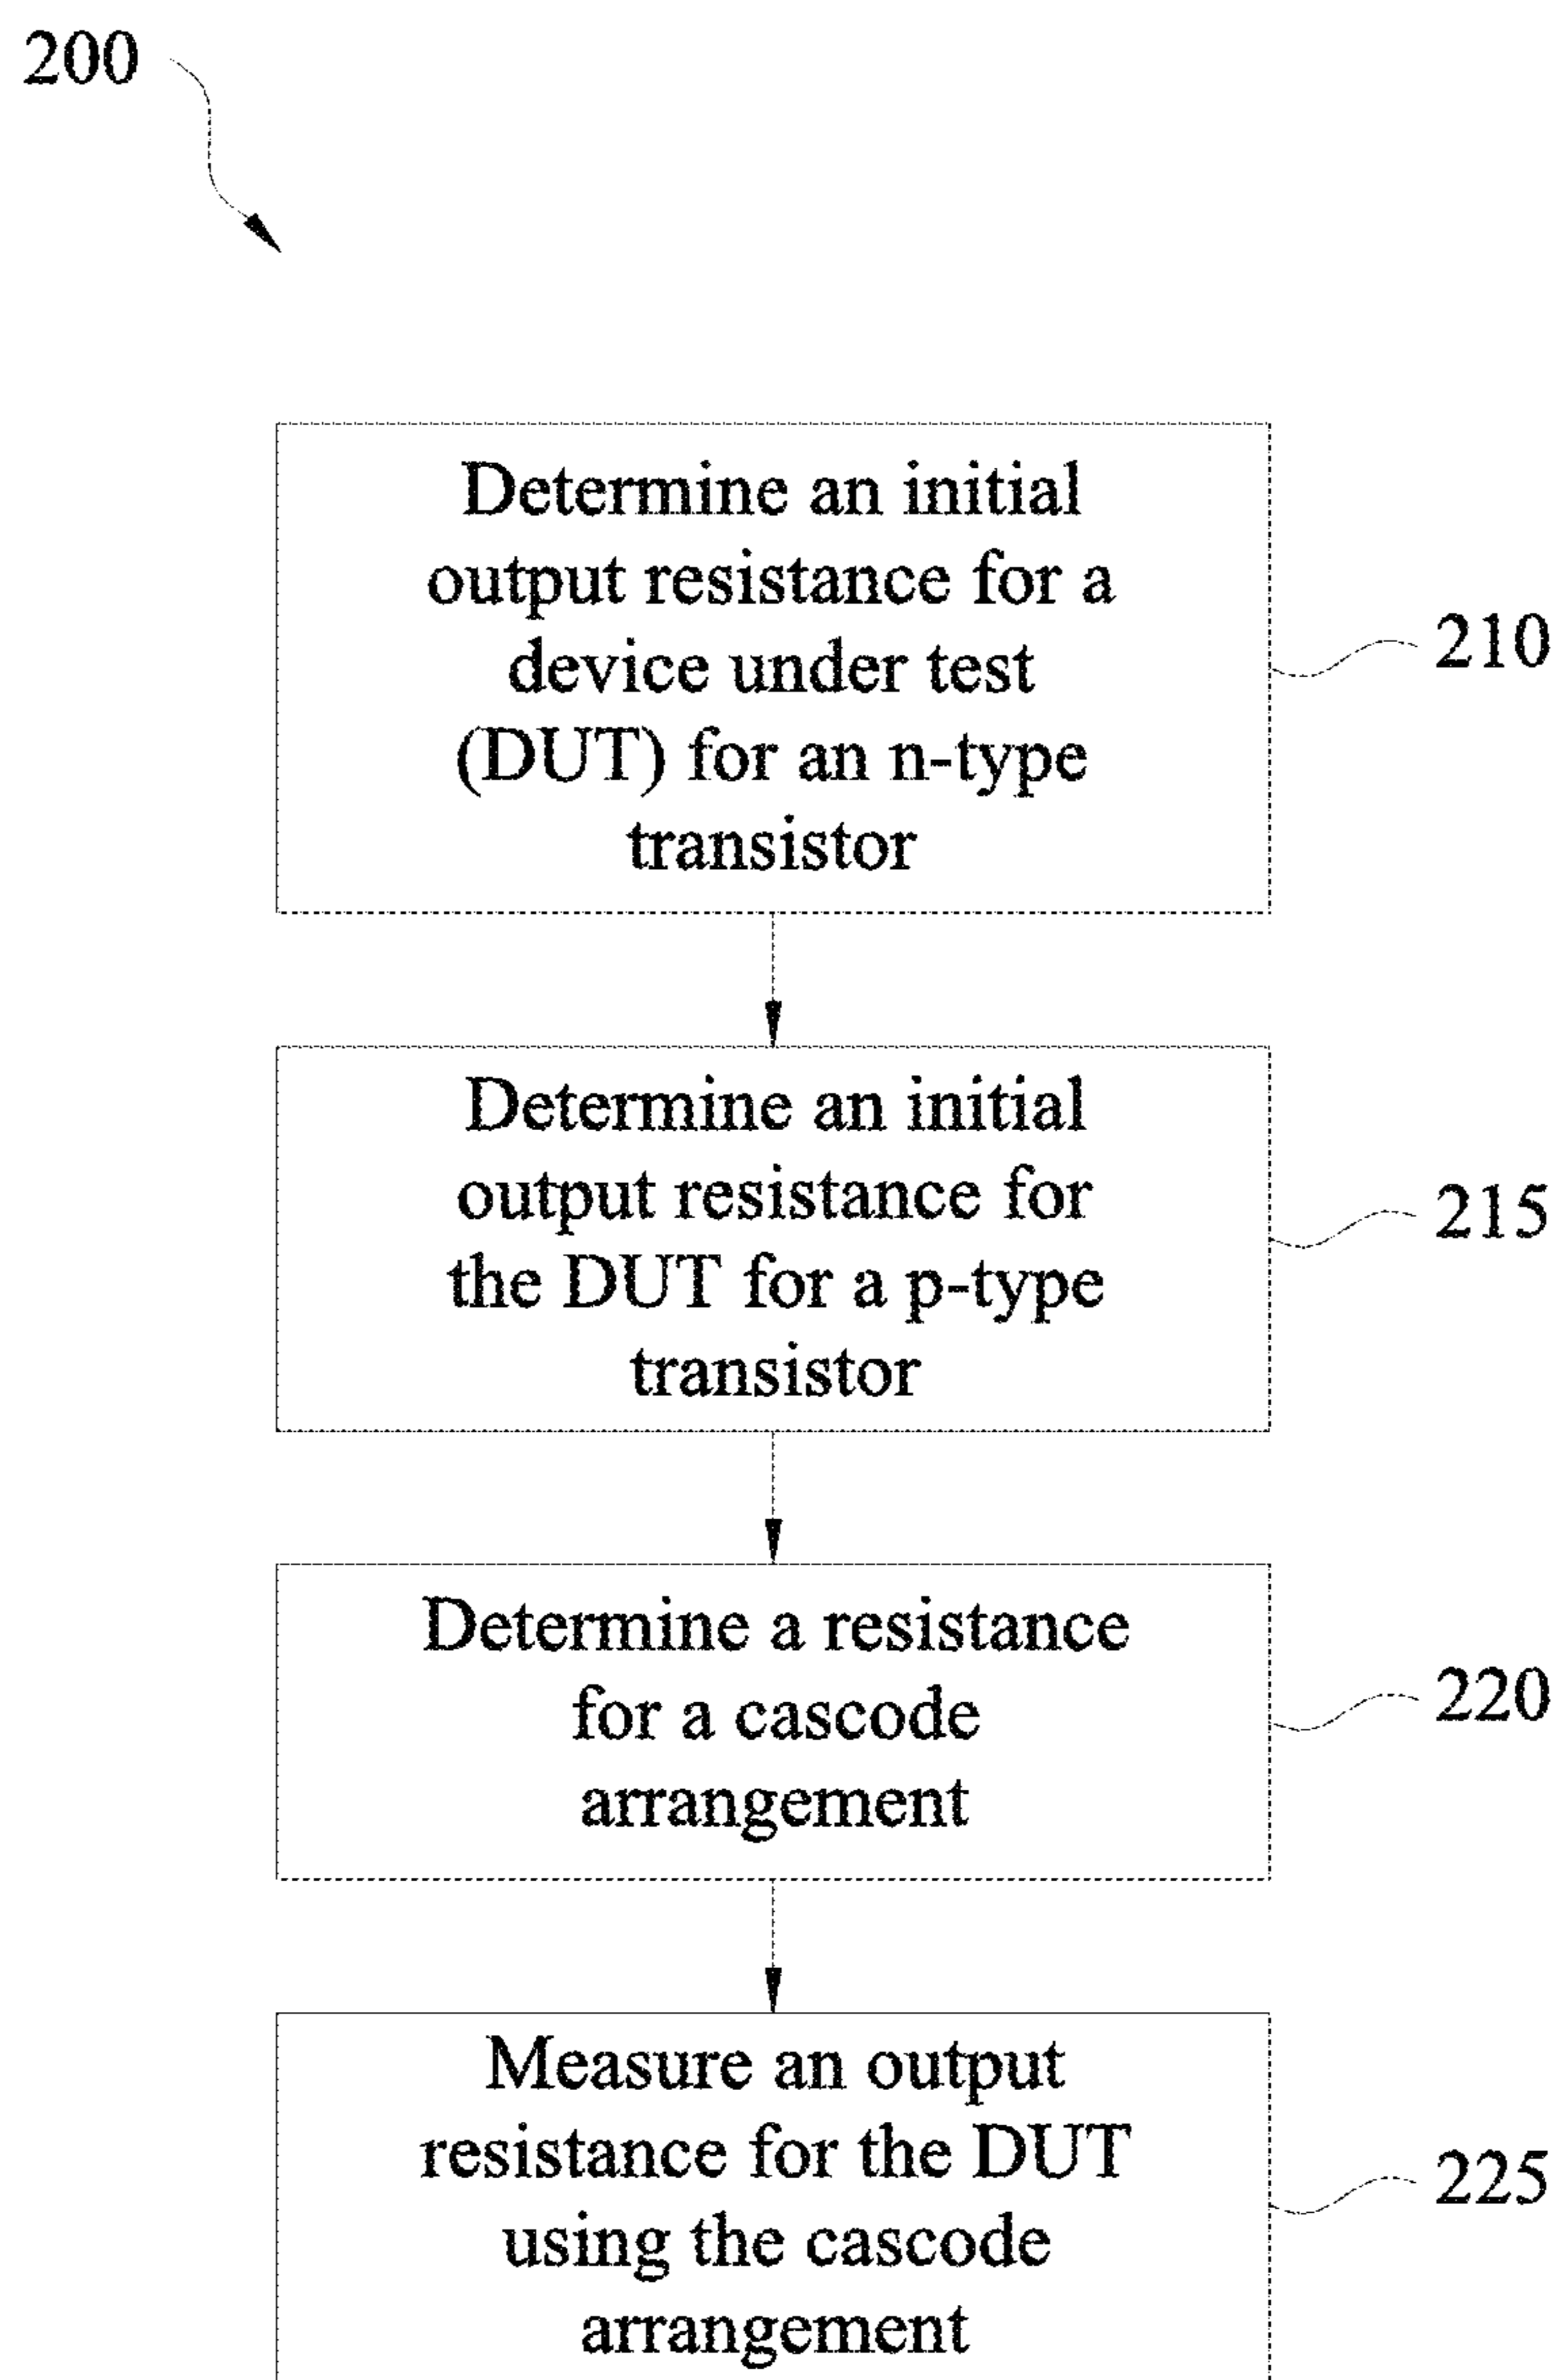 200
Determine an initial
output resistance for a
device under test
(DUT) for an n-type
transistor
210
Determine an initial
output resistance for
the DUT for a p-type
transistor
215
Determine a resistance
for a cascode
arrangement
220
Measure an output
resistance for the DUT
using the cascode
arrangement
225